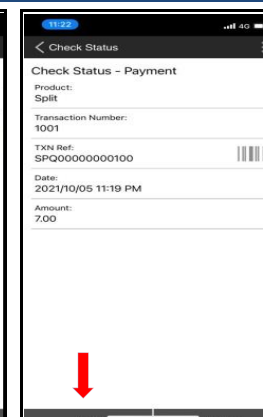 11:22
4G
Check Status
Check Status - Payment
Product:
Split
Transaction Number:
1001
TXN Ref:
SPQ00000000100
Date:
2021/10/05 11:19 PM
Amount:
7.00